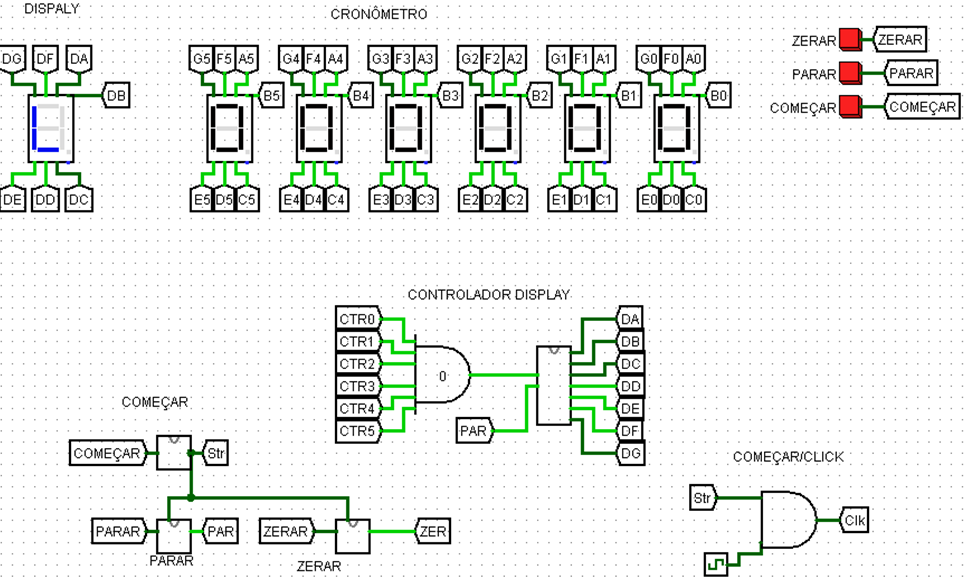 DISPALY
CRONÔMETRO
DG DF DA
DB
DE DD DC
G5 F5 A5
B5
E5 D5 C5
G4 F4 A4
B4
E4 D4 C4
G3 F3 A3
B3
E3 D3 C3
G2 F2 A2
B2
E2 D2 C2
G1 F1 A1
B1
E1 D1 C1
G0 F0 A0
B0
E0 D0 C0
ZERAR ZERAR
PARAR PARAR
COMEÇAR COMEÇAR
CONTROLADOR DISPLAY
CTR0
CTR1
CTR2
CTR3
CTR4
CTR5
0
PAR
DA
DB
DC
DD
DE
DF
DG
COMEÇAR
COMEÇAR Str
PARAR PAR
PARAR
ZERAR ZER
ZERAR
COMEÇAR/CLICK
Str
Clk